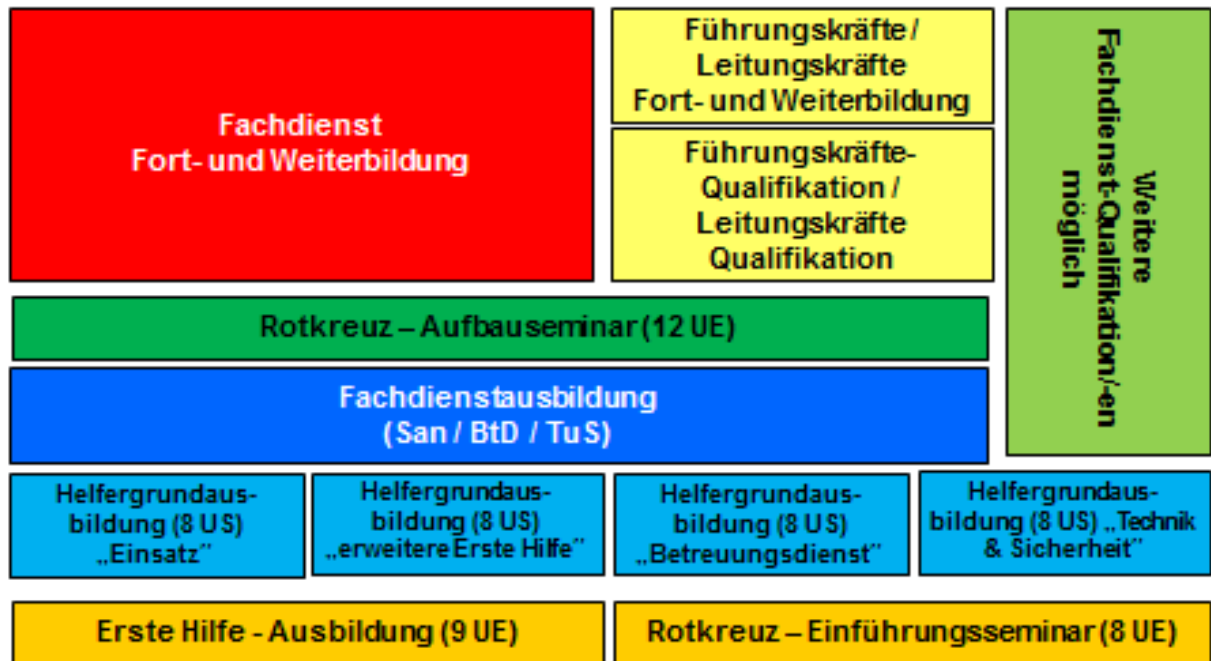 Fachdienst
Fort- und Weiterbildung
Führungskräfte /
Leitungskräfte
Fort- und Weiterbildung
Führungskräfte-
Qualifikation /
Leitungskräfte
Qualifikation
Weitere
Fachdienst-Qualifikation/-en
möglich
Rotkreuz – Aufbauseminar (12 UE)
Fachdienstausbildung
(San / BtD / TuS)
Helfergrundaus-
bildung (8 US)
„Einsatz”
Helfergrundaus-
bildung (8 US)
„erweitere Erste Hilfe”
Helfergrundaus-
bildung (8 US)
„Betreuungsdienst”
Helfergrundaus-
bildung (8 US) „Technik
& Sicherheit”
Erste Hilfe - Ausbildung (9 UE)
Rotkreuz – Einführungsseminar (8 UE)